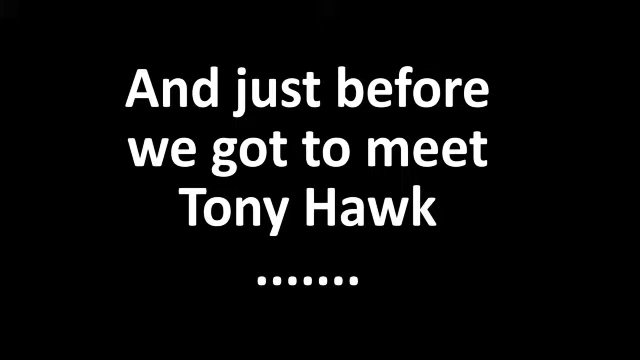 And just before
we got to meet
Tony Hawk
.......